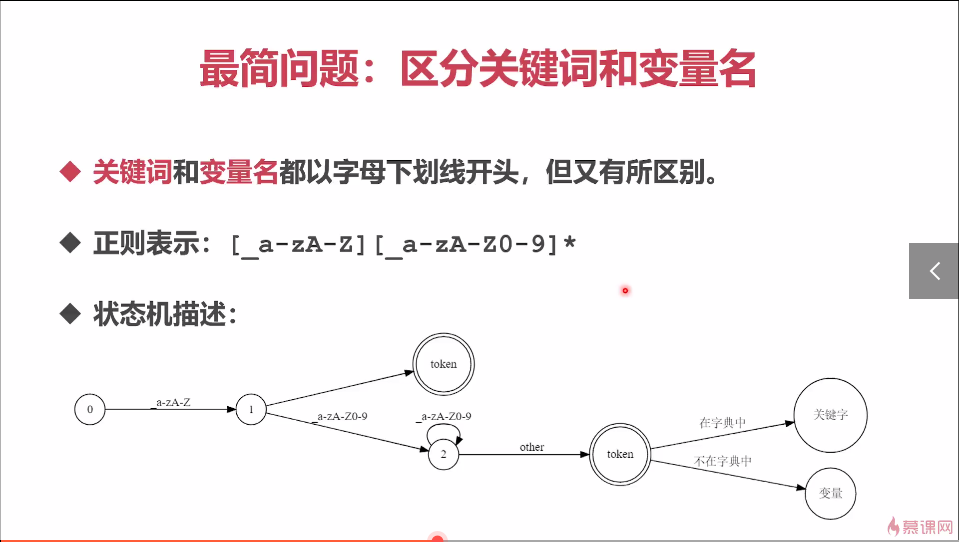 最简问题：区分关键词和变量名
关键词和变量名都以字母下划线开头，但又有所区别。
正则表示：[_a-zA-Z][_a-zA-Z0-9]*
状态机描述：
token
0
_a-zA-Z
1
_a-zA-Z0-9
_a-zA-Z0-9
2
other
token
在字典中
关键字
不在字典中
变量
慕课网